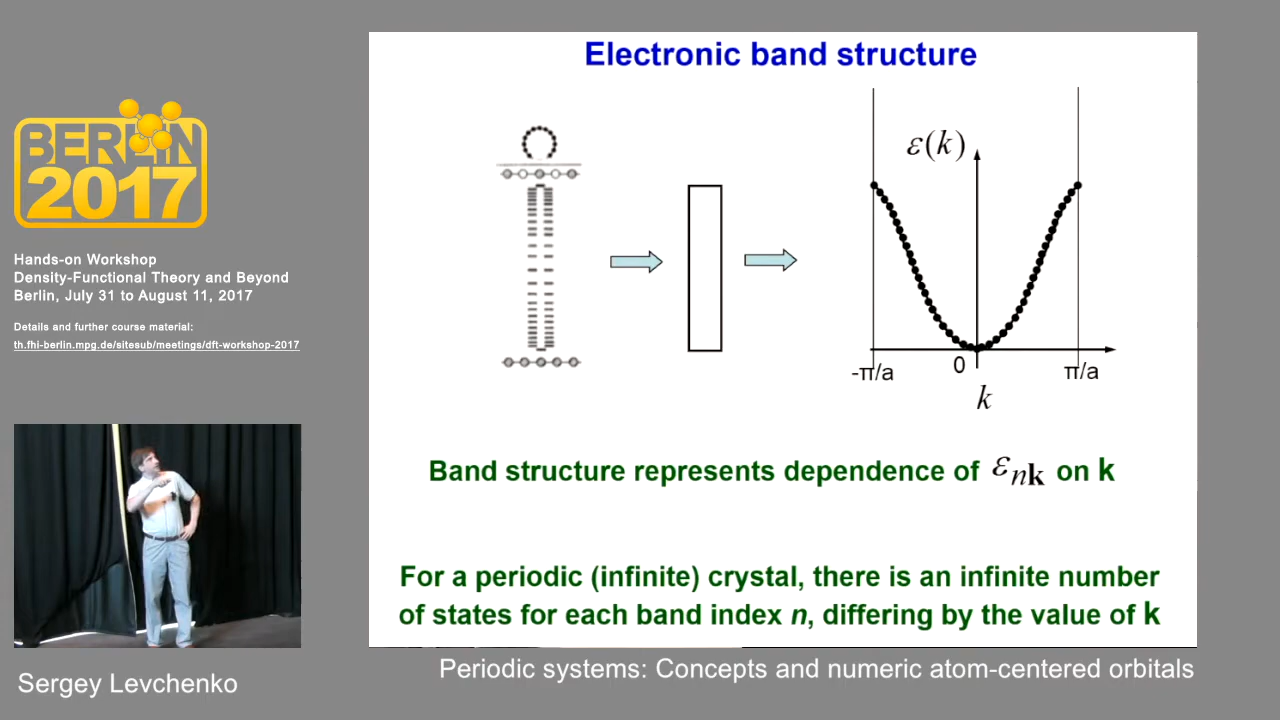 BERLIN
2017
Hands-on Workshop
Density-Functional Theory and Beyond
Berlin, July 31 to August 11, 2017
Details and further course material:
th.fhi-berlin.mpg.de/sitesub/meetings/dft-workshop-2017
Sergey Levchenko
Electronic band structure
ε(k)
-π/a
0
π/a
k
Band structure represents dependence of εnk on k
For a periodic (infinite) crystal, there is an infinite number
of states for each band index n, differing by the value of k
Periodic systems: Concepts and numeric atom-centered orbitals